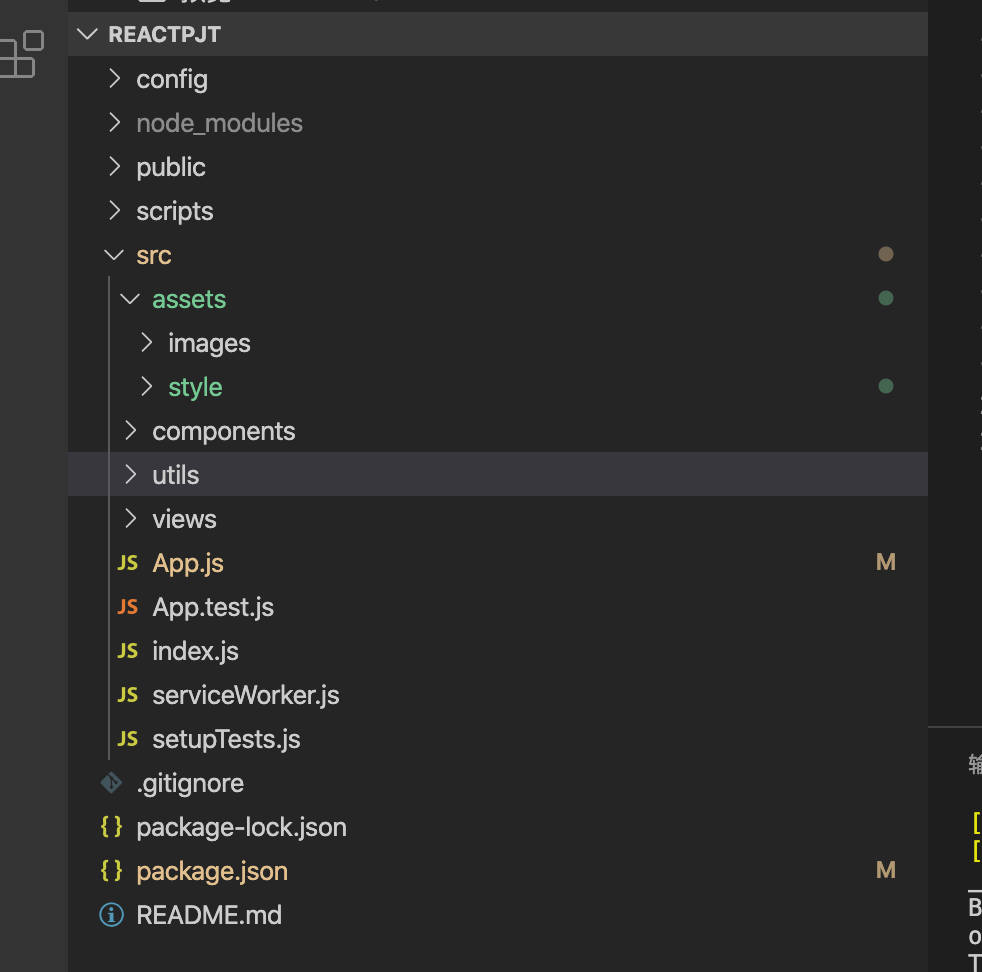 REACTPJT
config
node_modules
public
scripts
src
assets
images
style
components
utils
views
JS App.js M
JS App.test.js
JS index.js
JS serviceWorker.js
JS setupTests.js
.gitignore
{} package-lock.json
{} package.json M
README.md
[
[
B
o
T